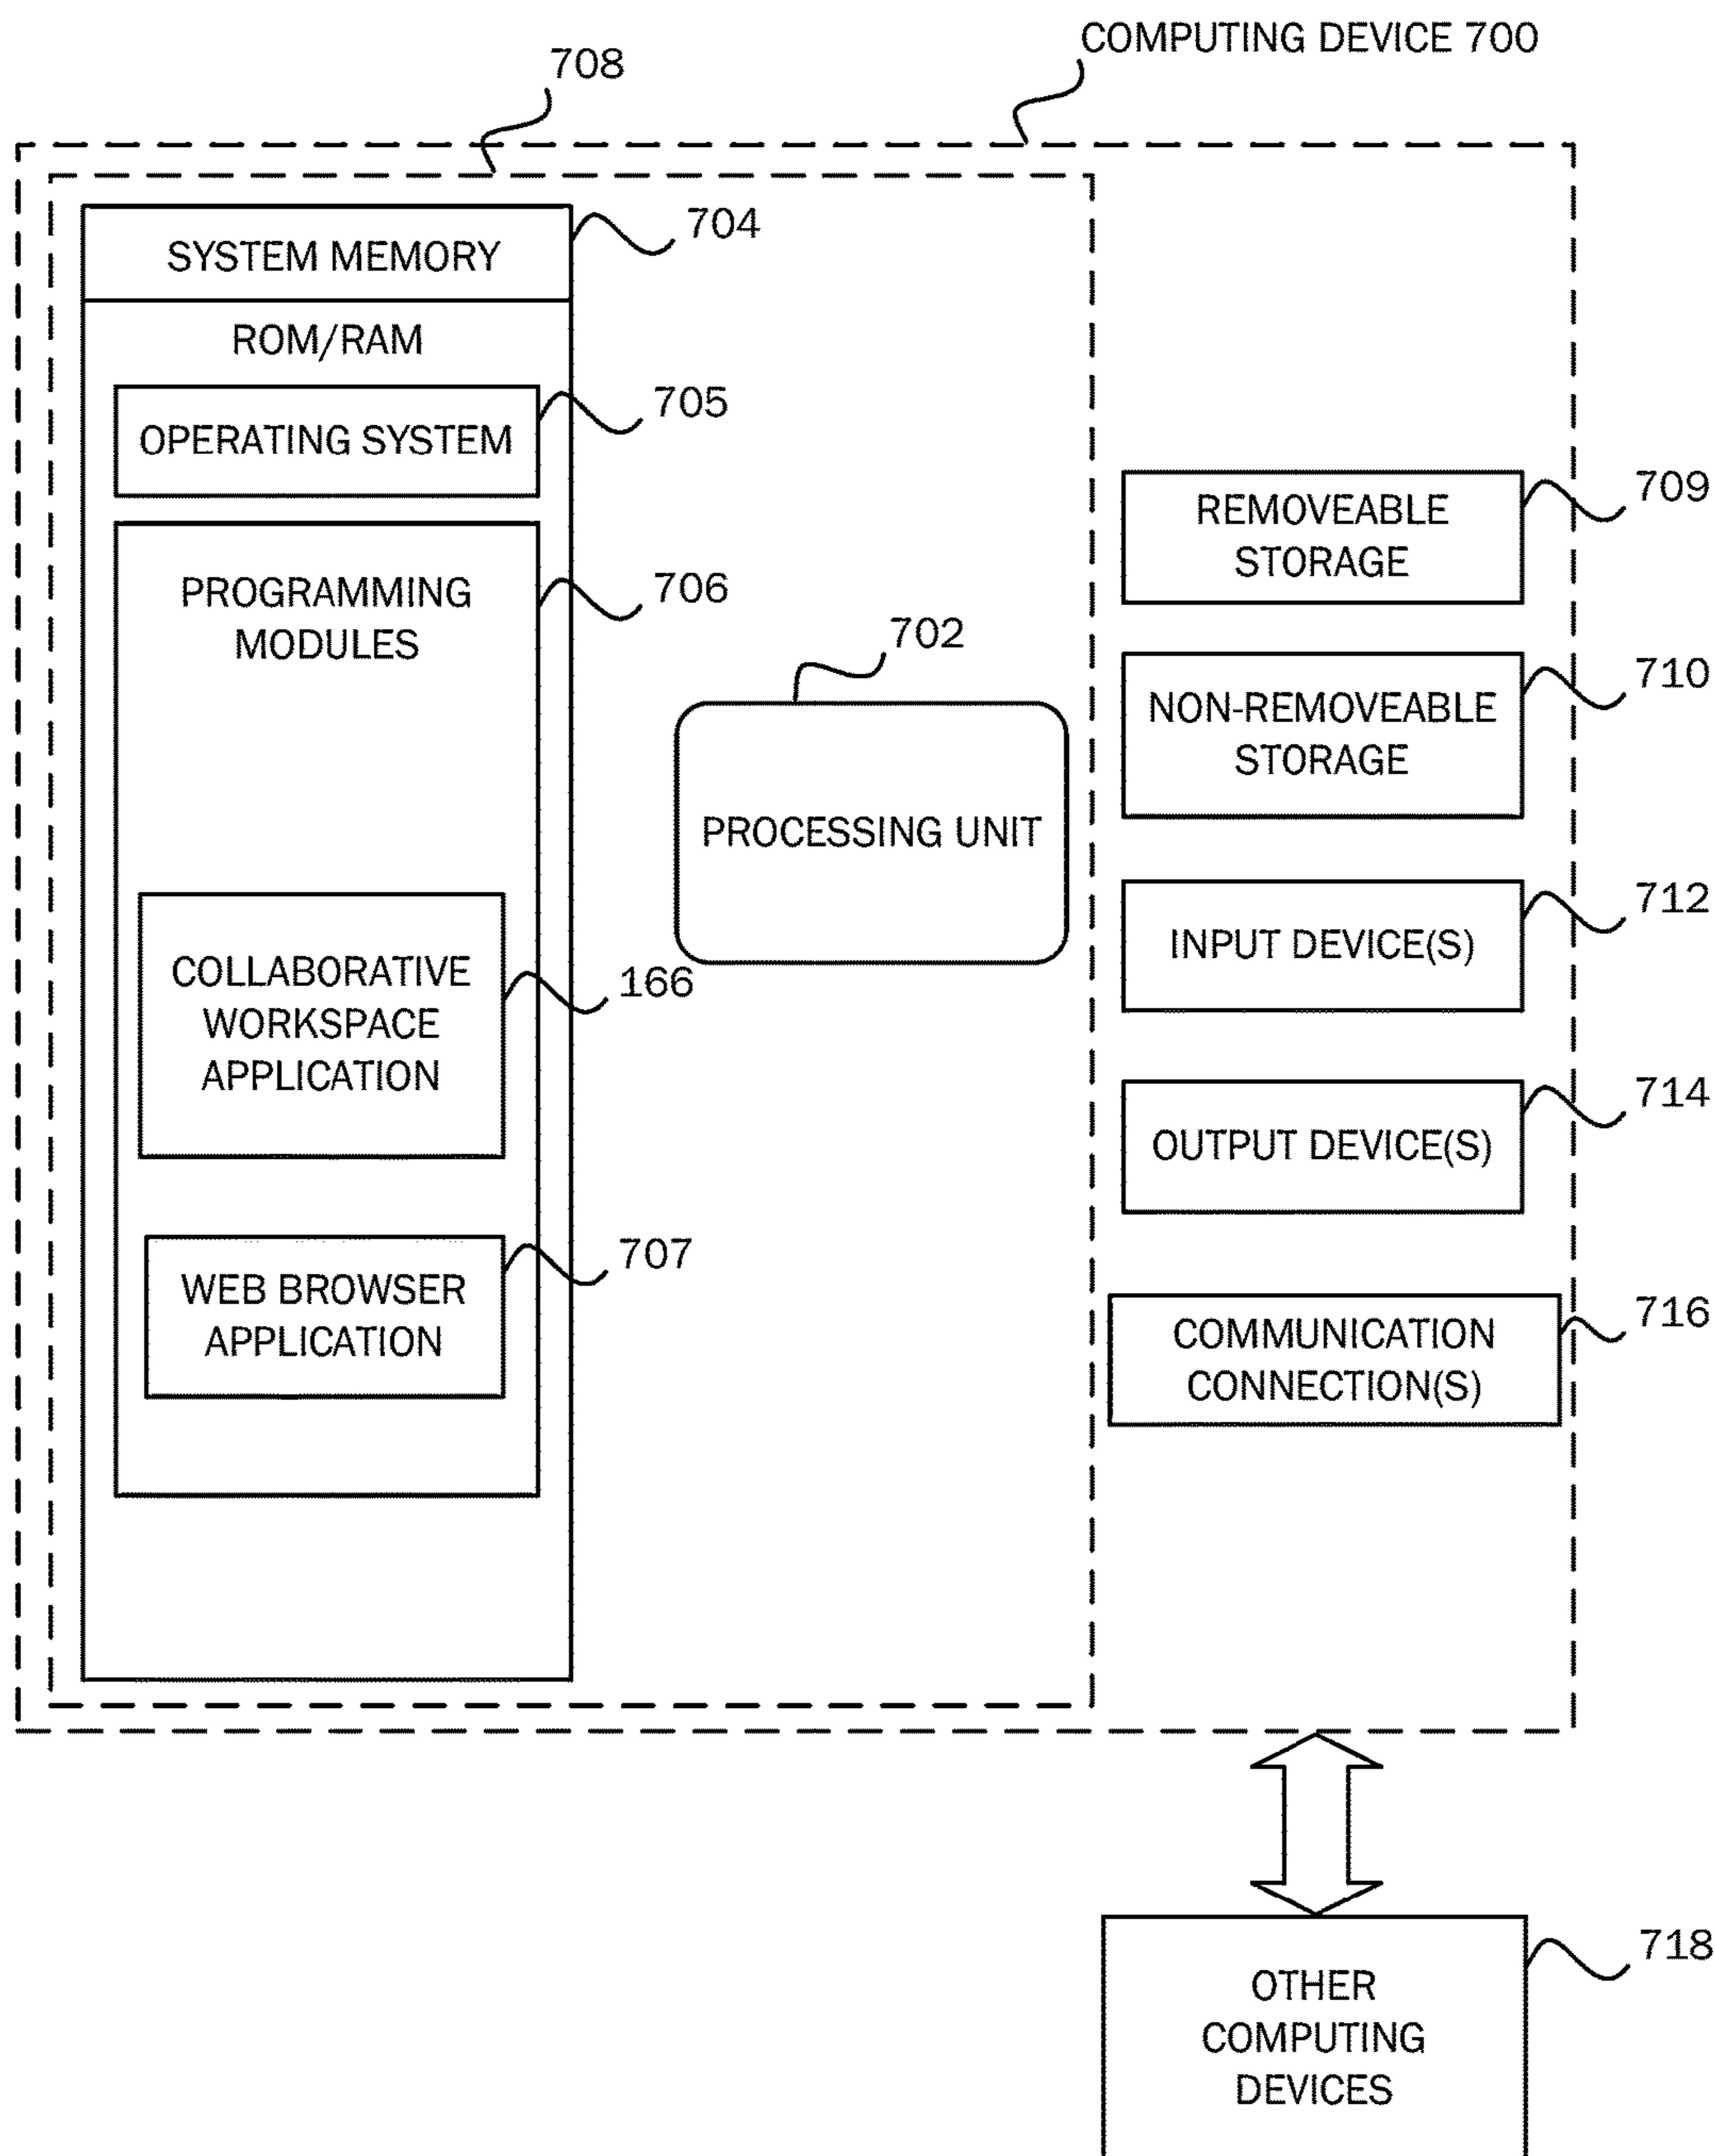 COMPUTING DEVICE 700
708
704
SYSTEM MEMORY
ROM/RAM
705
OPERATING SYSTEM
706
PROGRAMMING
MODULES
702
PROCESSING UNIT
166
COLLABORATIVE
WORKSPACE
APPLICATION
707
WEB BROWSER
APPLICATION
709
REMOVEABLE
STORAGE
710
NON-REMOVEABLE
STORAGE
712
INPUT DEVICE(S)
714
OUTPUT DEVICE(S)
716
COMMUNICATION
CONNECTION(S)
718
OTHER
COMPUTING
DEVICES